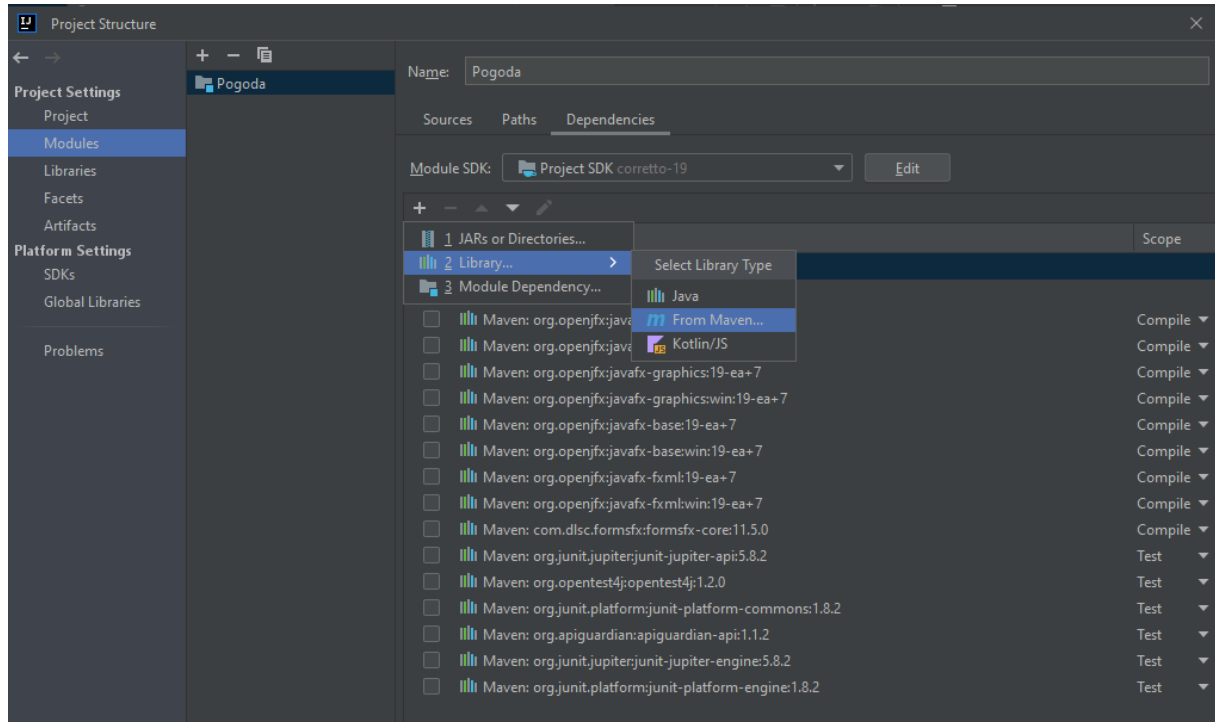 Project Structure
Project Settings
Project
Modules
Libraries
Facets
Artifacts
Platform Settings
SDKs
Global Libraries
Problems
Pogoda
Name: Pogoda
Sources Paths Dependencies
Module SDK: Project SDK corretto-19 Edit
Scope
1 JARs or Directories...
2 Library...
3 Module Dependency...
Select Library Type
Java
From Maven...
Kotlin/JS
Maven: org.openjfx:java Compile
Maven: org.openjfx:java Compile
Maven: org.openjfx:javafx-graphics:19-ea+7 Compile
Maven: org.openjfx:javafx-graphics:win:19-ea+7 Compile
Maven: org.openjfx:javafx-base:19-ea+7 Compile
Maven: org.openjfx:javafx-base:win:19-ea+7 Compile
Maven: org.openjfx:javafx-fxml:19-ea+7 Compile
Maven: org.openjfx:javafx-fxml:win:19-ea+7 Compile
Maven: com.dlsc.formsfx:formsfx-core:11.5.0 Compile
Maven: org.junit.jupiter:junit-jupiter-api:5.8.2 Test
Maven: org.opentest4j:opentest4j:1.2.0 Test
Maven: org.junit.platform:junit-platform-commons:1.8.2 Test
Maven: org.apiguardian:apiguardian-api:1.1.2 Test
Maven: org.junit.jupiter:junit-jupiter-engine:5.8.2 Test
Maven: org.junit.platform:junit-platform-engine:1.8.2 Test